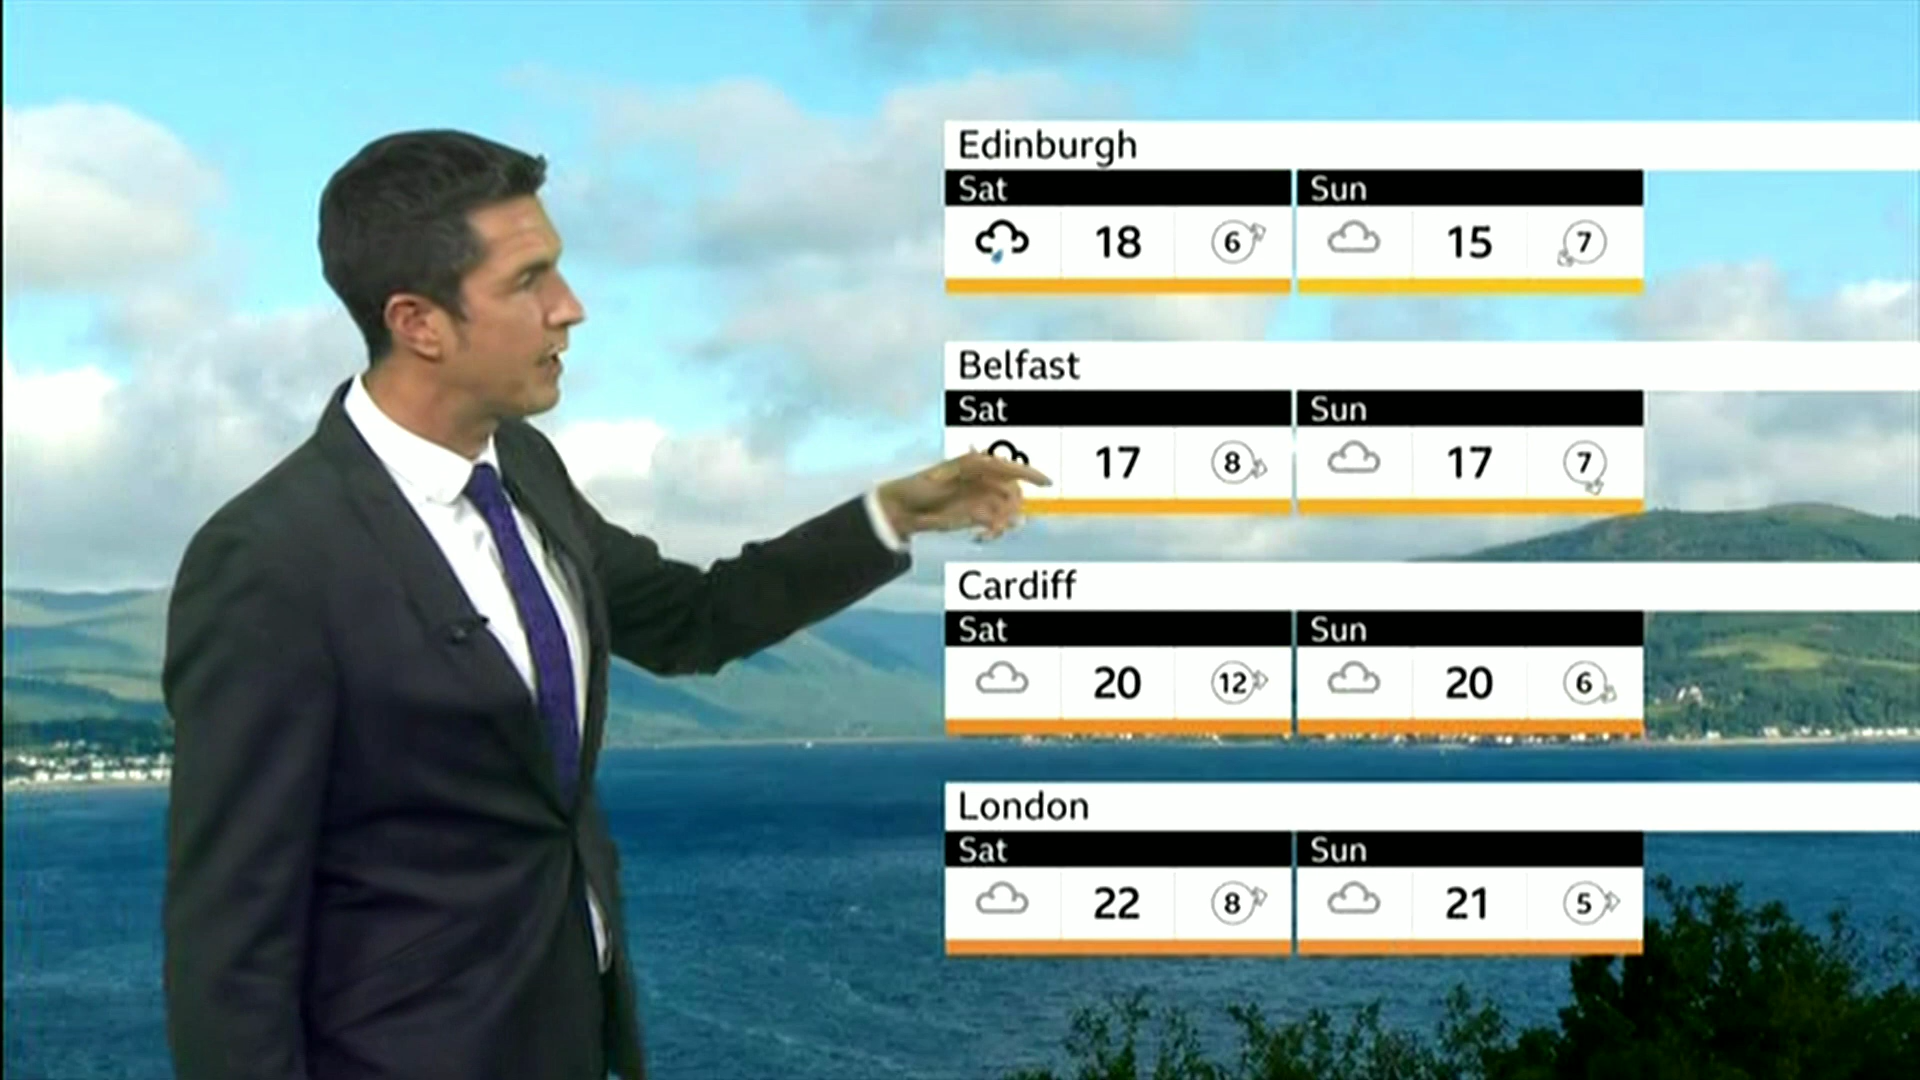 Edinburgh
Sat Sun
18 6 15 7
Belfast
Sat Sun
17 8 17 7
Cardiff
Sat Sun
20 12 20 6
London
Sat Sun
22 8 21 5